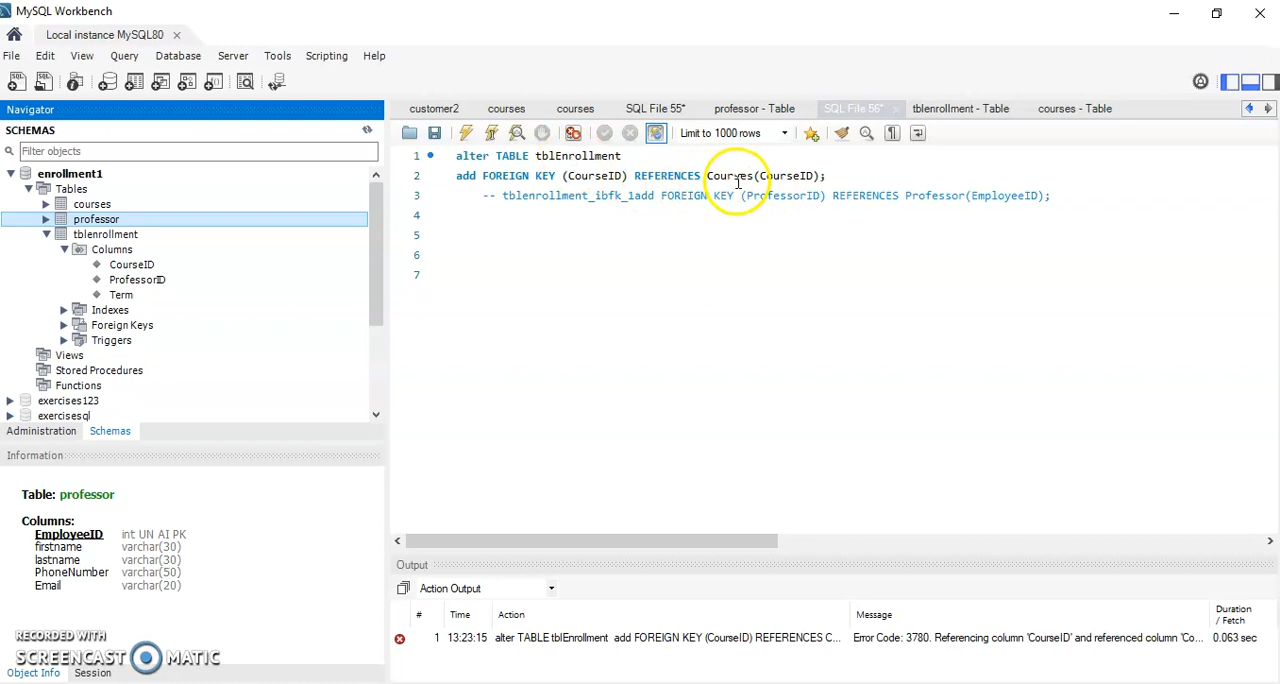 MySQL Workbench
Local instance MySQL80
File Edit View Query Database Server Tools Scripting Help
Navigator
SCHEMAS
Filter objects
enrollment1
Tables
courses
professor
tblenrollment
Columns
CourseID
ProfessorID
Term
Indexes
Foreign Keys
Triggers
Views
Stored Procedures
Functions
exercises123
exercisesql
Administration Schemas
Information
Table: professor
Columns:
EmployeeID int UN AI PK
firstname varchar(30)
lastname varchar(30)
PhoneNumber varchar(50)
Email varchar(20)
RECORDED WITH
SCREENCAST MATIC
Object Info Session
customer2 courses courses SQL File 55* professor - Table SQL File 56* tblenrollment - Table courses - Table
Limit to 1000 rows
1 alter TABLE tblEnrollment
2 add FOREIGN KEY (CourseID) REFERENCES Courses(CourseID);
3 -- tblenrollment_ibfk_1add FOREIGN KEY (ProfessorID) REFERENCES Professor(EmployeeID);
4
5
6
7
Output
Action Output
# Time Action Message Duration / Fetch
1 13:23:15 alter TABLE tblEnrollment add FOREIGN KEY (CourseID) REFERENCES C... Error Code: 3780. Referencing column 'CourseID' and referenced column 'Co... 0.063 sec